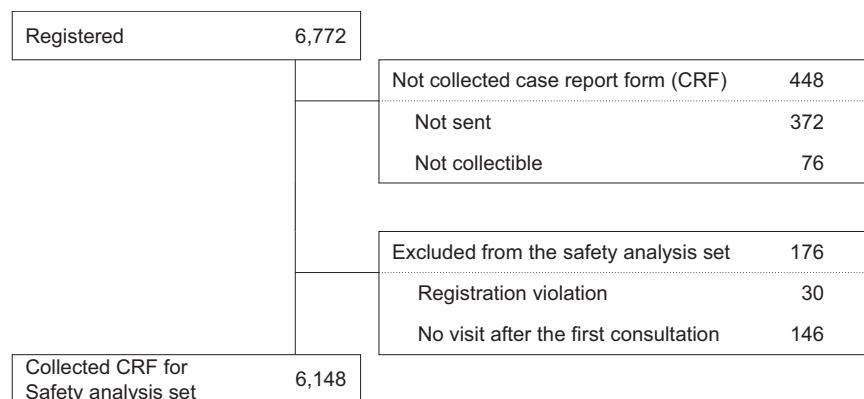 Registered 6,772
Not collected case report form (CRF) 448
Not sent 372
Not collectible 76
Excluded from the safety analysis set 176
Registration violation 30
No visit after the first consultation 146
Collected CRF for
Safety analysis set 6,148